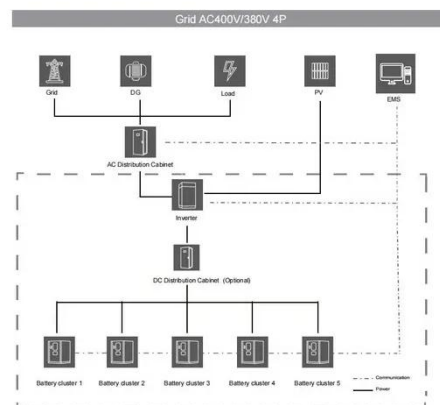 Grid AC400V/380V 4P
Grid
DG
Load
PV
EMS
AC Distribution Cabinet
Inverter
DC Distribution Cabinet (Optional)
Battery cluster 1
Battery cluster 2
Battery cluster 3
Battery cluster 4
Battery cluster 5
Communication
Power